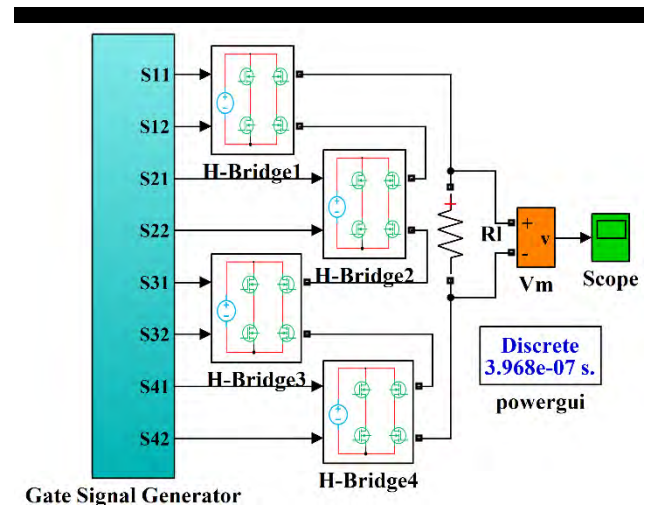 S11
S12
H-Bridge1
S21
S22
H-Bridge2
S31
S32
H-Bridge3
S41
S42
H-Bridge4
Gate Signal Generator
+
Rl
+
-
v
Vm
Scope
Discrete
3.968e-07 s.
powergui